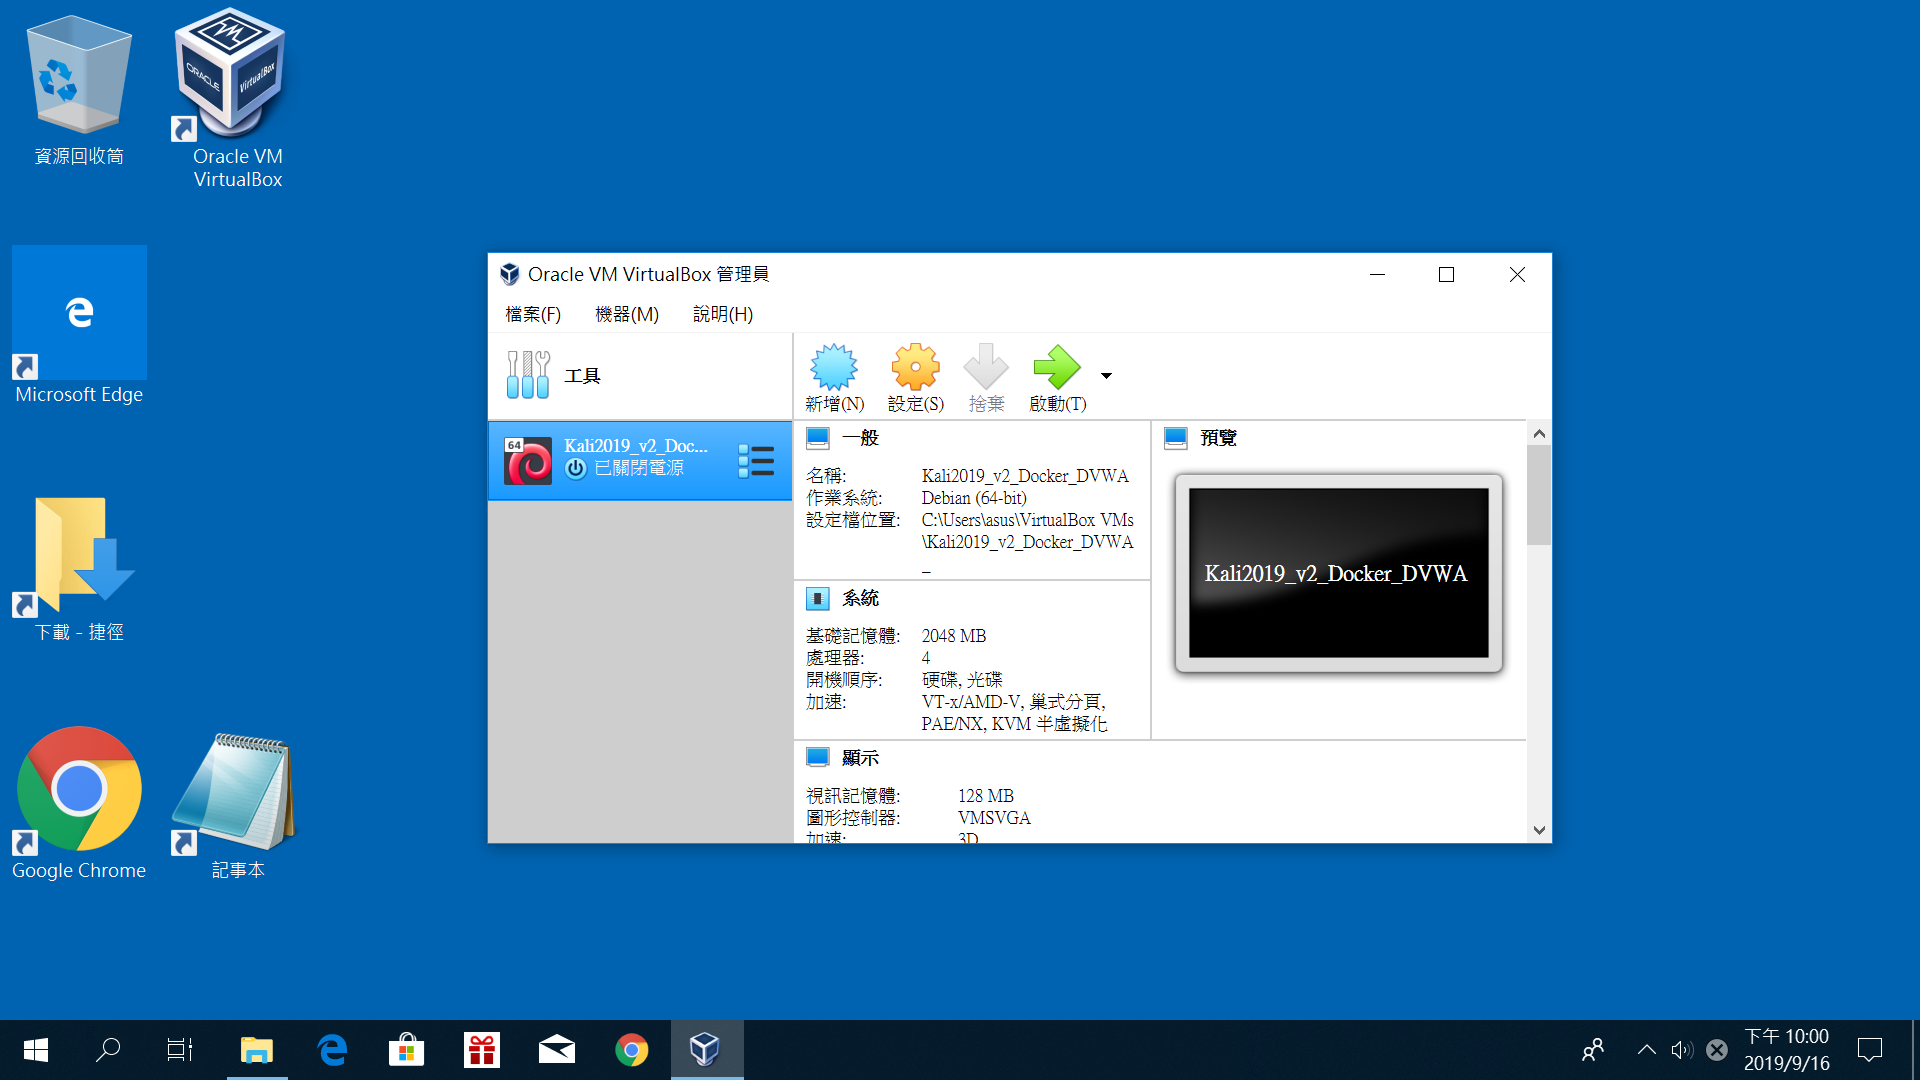 資源回收筒
ORACLE
VirtualBox
Oracle VM
VirtualBox
Microsoft Edge
下載 - 捷徑
Google Chrome
記事本
Oracle VM VirtualBox 管理員
檔案(F)
機器(M)
說明(H)
工具
新增(N)
設定(S)
捨棄
啟動(T)
64
Kali2019_v2_Doc...
已關閉電源
一般
名稱: Kali2019_v2_Docker_DVWA
作業系統: Debian (64-bit)
設定檔位置: C:\Users\asus\VirtualBox VMs
\Kali2019_v2_Docker_DVWA
_
系統
基礎記憶體: 2048 MB
處理器: 4
開機順序: 硬碟, 光碟
加速: VT-x/AMD-V, 巢式分頁,
PAE/NX, KVM 半虛擬化
預覽
Kali2019_v2_Docker_DVWA
顯示
視訊記憶體: 128 MB
圖形控制器: VMSVGA
加速: 3D
下午 10:00
2019/9/16